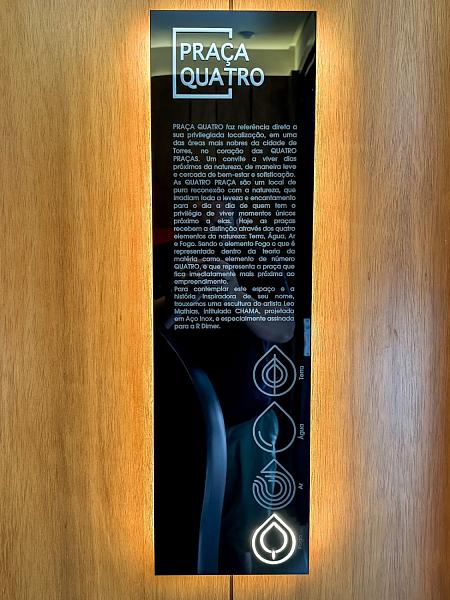 PRAÇA
QUATRO
PRAÇA QUATRO faz referência direta a
sua privilegiada localização, em uma
das áreas mais nobres da cidade de
Torres, no coração das QUATRO
PRAÇAS. Um convite a viver dias
próximos da natureza, de maneira leve
e cercada de bem-estar e sofisticação.
As QUATRO PRAÇA são um local de
pura reconexão com a natureza, que
irradiam toda a leveza e encantamento
para o dia a dia de quem tem o
privilégio de viver momentos únicos
próximo a elas. Hoje as praças
recebem a distinção através dos quatro
elementos da natureza: Terra, Água, Ar
e Fogo. Sendo o elemento Fogo o que é
representado dentro da teoria da
matéria como elemento de número
QUATRO, e que representa a praça que
fica imediatamente mais próxima ao
empreendimento.
Para contemplar este espaço e a
história inspiradora de seu nome,
trouxemos uma escultura do artista Leo
Mathias, intitulada CHAMA, projetada
em Aço Inox, e especialmente assinada
para a R Dimer.
Terra
Água
Ar
Fogo